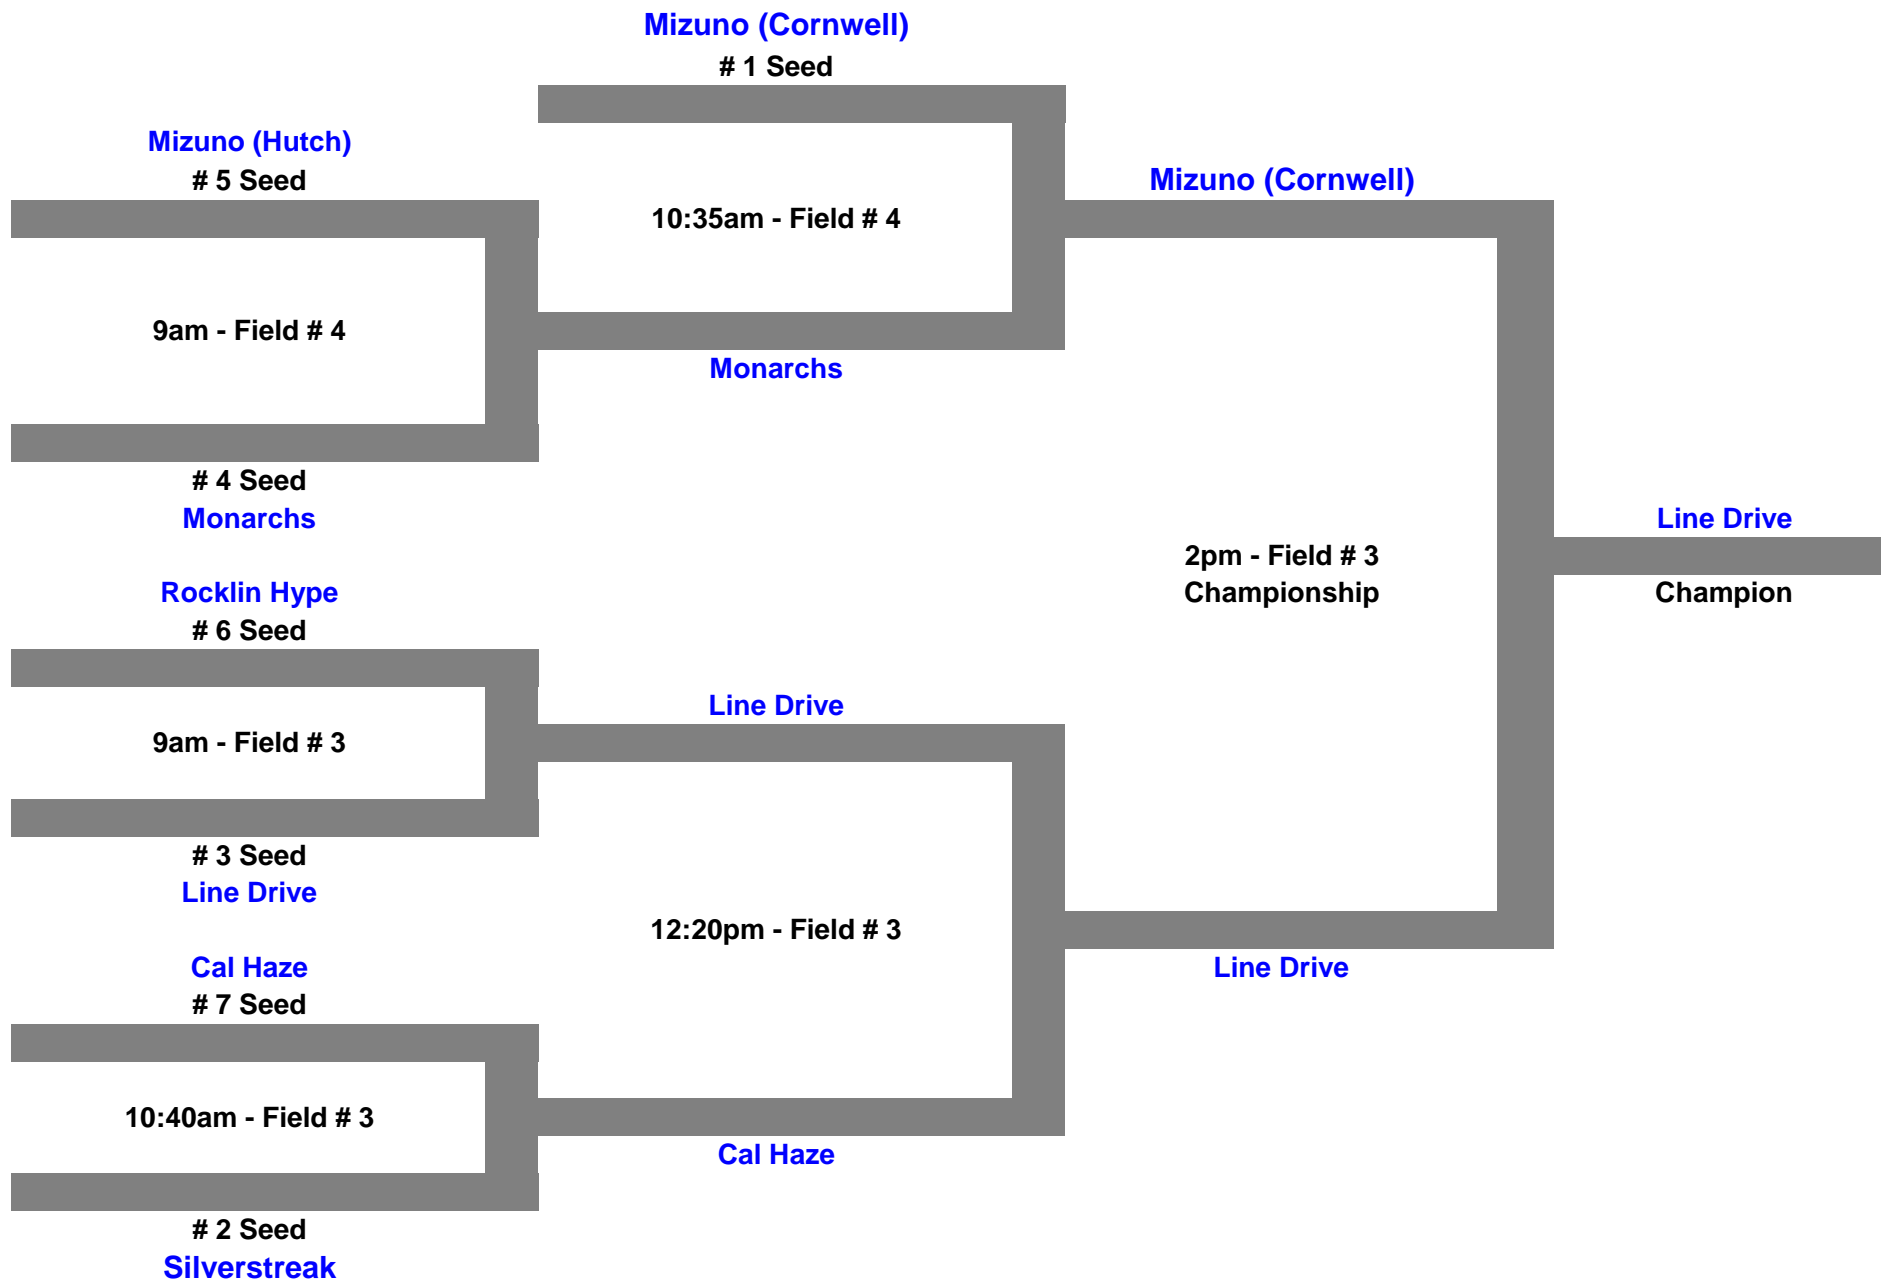 Mizuno (Cornwell)
# 1 Seed
Mizuno (Hutch)
# 5 Seed
Mizuno (Cornwell)
10:35am - Field # 4
9am - Field # 4
Monarchs
# 4 Seed
Monarchs
Line Drive
2pm - Field # 3
Championship
Champion
Rocklin Hype
# 6 Seed
Line Drive
9am - Field # 3
# 3 Seed
Line Drive
12:20pm - Field # 3
Cal Haze
# 7 Seed
Line Drive
10:40am - Field # 3
Cal Haze
# 2 Seed
Silverstreak